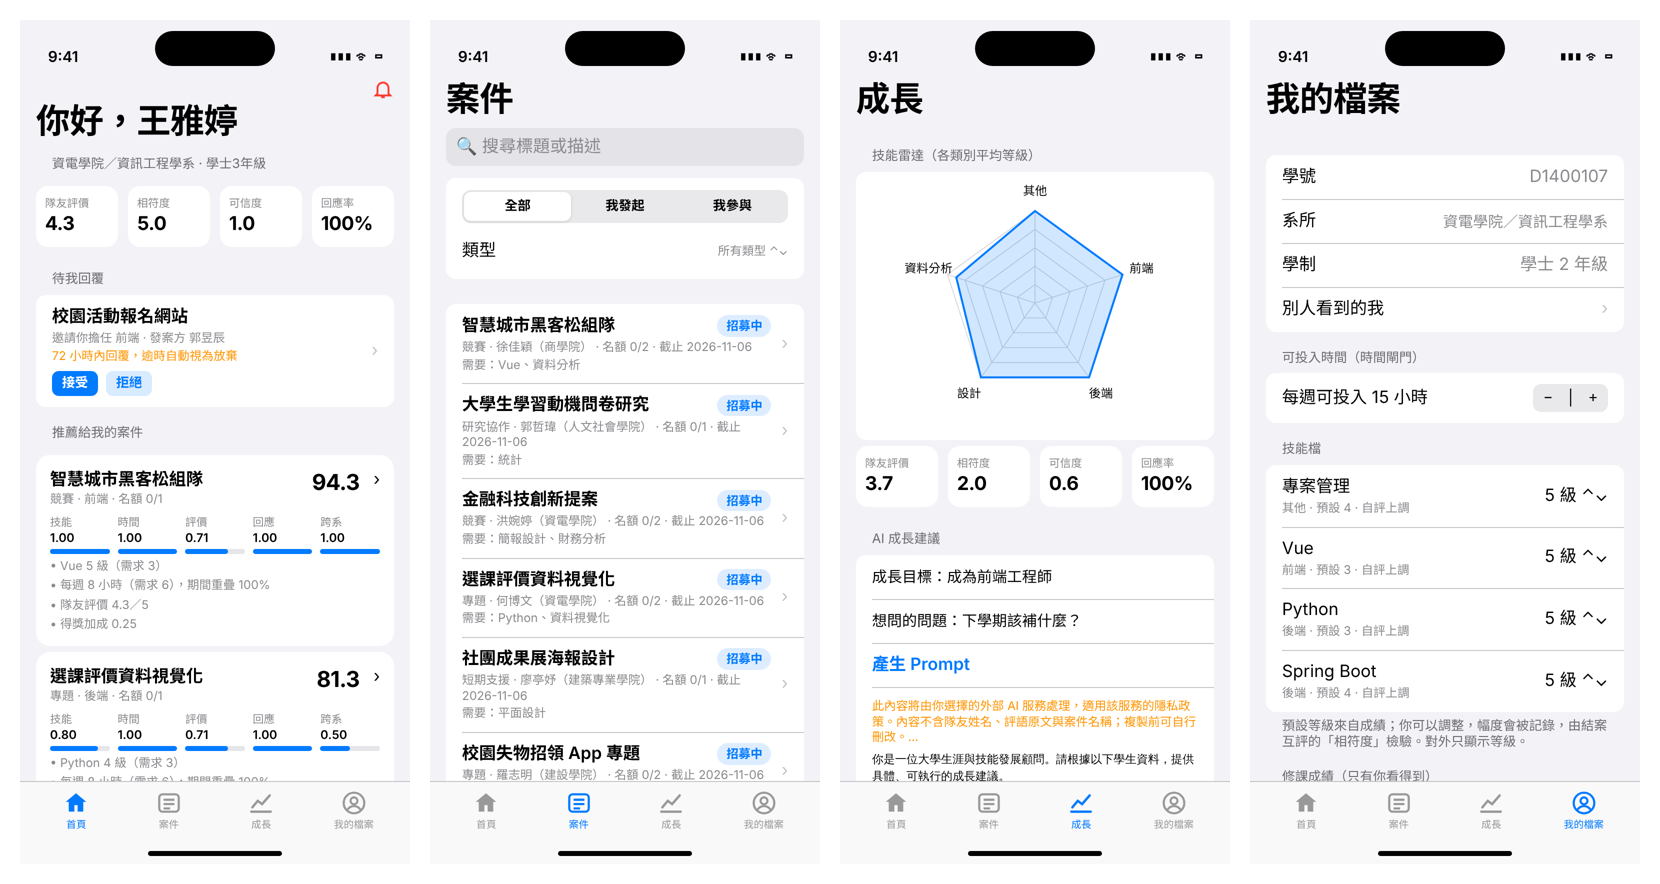 9:41
你好，王雅婷
資電學院／資訊工程學系 · 學士3年級
隊友評價
4.3
相符度
5.0
可信度
1.0
回應率
100%
待我回覆
校園活動報名網站
邀請你擔任 前端 · 發案方 郭昱辰
72 小時內回覆，逾時自動視為放棄
接受
拒絕
推薦給我的案件
智慧城市黑客松組隊
94.3
競賽 · 前端 · 名額 0/1
技能 時間 評價 回應 跨系
1.00 1.00 0.71 1.00 1.00
• Vue 5 級（需求 3）
• 每週 8 小時（需求 6），期間重疊 100%
• 隊友評價 4.3／5
• 得獎加成 0.25
選課評價資料視覺化
81.3
專題 · 後端 · 名額 0/1
技能 時間 評價 回應 跨系
0.80 1.00 0.71 1.00 0.50
• Python 4 級（需求 3）
• 每週 8 小時（需求 6），期間重疊 100%
首頁 案件 成長 我的檔案
9:41
案件
搜尋標題或描述
全部 我發起 我參與
類型
所有類型
智慧城市黑客松組隊
招募中
競賽 · 徐佳穎（商學院） · 名額 0/2 · 截止 2026-11-06
需要：Vue、資料分析
大學生學習動機問卷研究
招募中
研究協作 · 郭哲瑋（人文社會學院） · 名額 0/1 · 截止
2026-11-06
需要：統計
金融科技創新提案
招募中
競賽 · 洪婉婷（資電學院） · 名額 0/2 · 截止 2026-11-06
需要：簡報設計、財務分析
選課評價資料視覺化
招募中
專題 · 何博文（資電學院） · 名額 0/2 · 截止 2026-11-06
需要：Python、資料視覺化
社團成果展海報設計
招募中
短期支援 · 廖亭妤（建築專業學院） · 名額 0/1 · 截止
2026-11-06
需要：平面設計
校園失物招領 App 專題
招募中
專題 · 羅志明（建設學院） · 名額 0/2 · 截止 2026-11-06
首頁 案件 成長 我的檔案
9:41
成長
技能雷達（各類別平均等級）
其他
資料分析
前端
設計
後端
隊友評價
3.7
相符度
2.0
可信度
0.6
回應率
100%
AI 成長建議
成長目標：成為前端工程師
想問的問題：下學期該補什麼？
產生 Prompt
此內容將由你選擇的外部 AI 服務處理，適用該服務的隱私政
策。內容不含隊友姓名、評語原文與案件名稱；複製前可自行
刪改。...
你是一位大學生涯與技能發展顧問。請根據以下學生資料，提供
具體、可執行的成長建議。
首頁 案件 成長 我的檔案
9:41
我的檔案
學號
D1400107
系所
資電學院／資訊工程學系
學制
學士 2 年級
別人看到的我
可投入時間（時間閘門）
每週可投入 15 小時
− | +
技能檔
專案管理
其他 · 預設 4 · 自評上調
5 級
Vue
前端 · 預設 3 · 自評上調
5 級
Python
後端 · 預設 3 · 自評上調
5 級
Spring Boot
後端 · 預設 4 · 自評上調
5 級
預設等級來自成績；你可以調整，幅度會被記錄，由結案
互評的「相符度」檢驗。對外只顯示等級。
修課成績（只有你看得到）
首頁 案件 成長 我的檔案